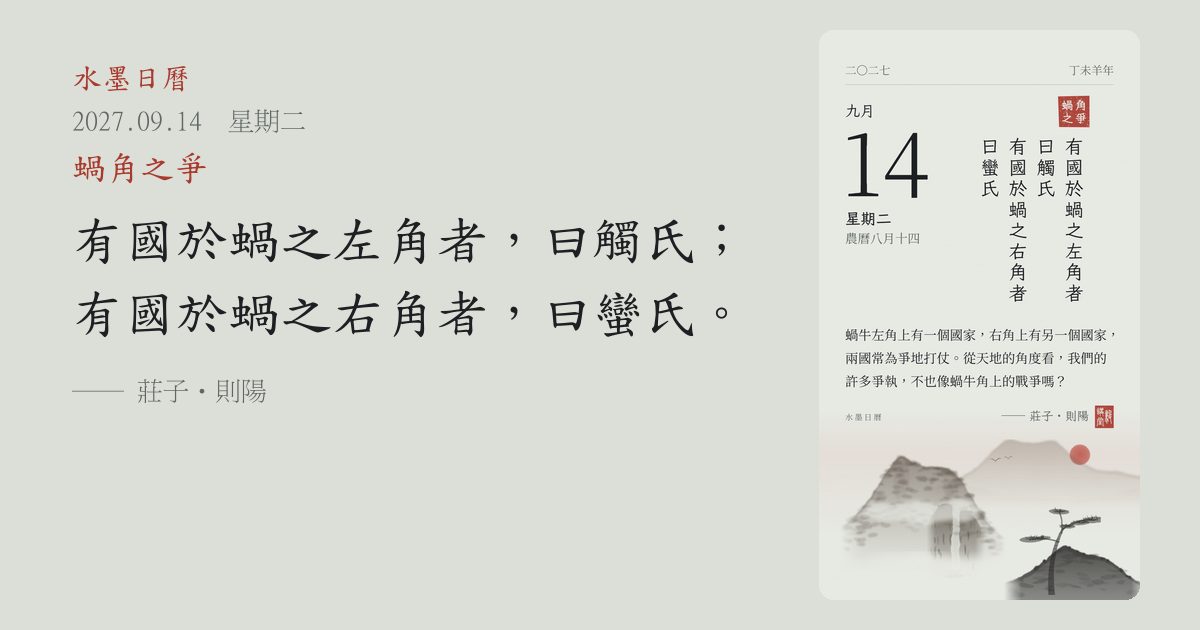 水墨日曆
2027.09.14 星期二
蝸角之爭
有國於蝸之左角者，曰觸氏；
有國於蝸之右角者，曰蠻氏。
—— 莊子·則陽
二〇二七
丁未羊年
九月
14
星期二
農曆八月十四
蝸角之爭
有國於蝸之左角者
曰觸氏
有國於蝸之右角者
曰蠻氏
蝸牛左角上有一個國家，右角上有另一個國家，
兩國常為爭地打仗。從天地的角度看，我們的
許多爭執，不也像蝸牛角上的戰爭嗎？
水墨日曆
—— 莊子·則陽